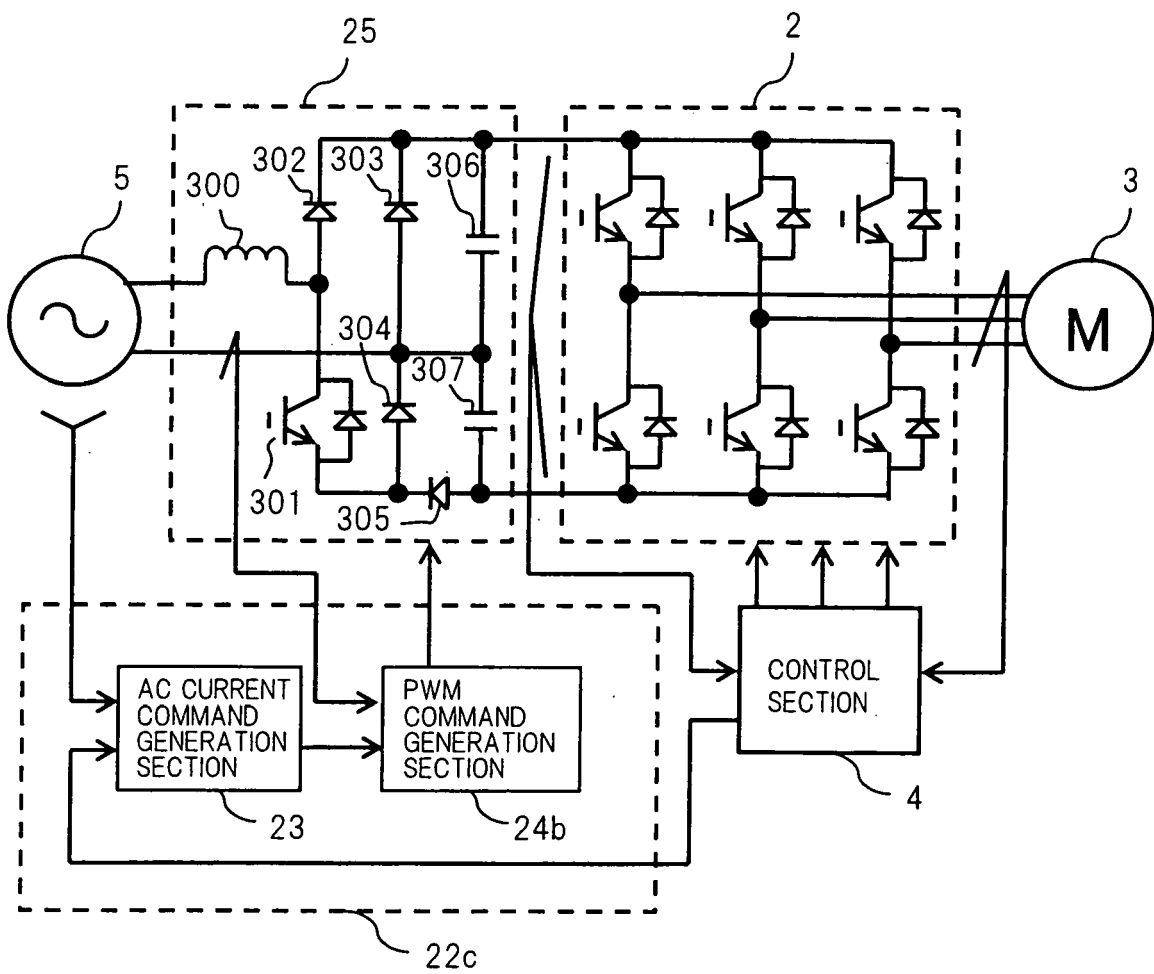 25
2
302
303
306
300
5
3
304
307
M
301
305
AC CURRENT
COMMAND
GENERATION
SECTION
PWM
COMMAND
GENERATION
SECTION
CONTROL
SECTION
23
24b
4
22c